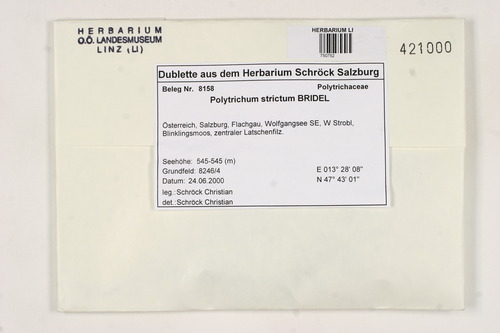 HERBARIUM
O.Ö. LANDESMUSEUM
LINZ (LI)
HERBARIUM LI
750762
421000
Dublette aus dem Herbarium Schröck Salzburg
Beleg Nr. 8158 Polytrichaceae
Polytrichum strictum BRIDEL
Österreich, Salzburg, Flachgau, Wolfgangsee SE, W Strobl,
Blinklingsmoos, zentraler Latschenfilz.
Seehöhe: 545-545 (m)
Grundfeld: 8246/4 E 013° 28' 08"
Datum: 24.06.2000 N 47° 43' 01"
leg.:Schröck Christian
det.:Schröck Christian